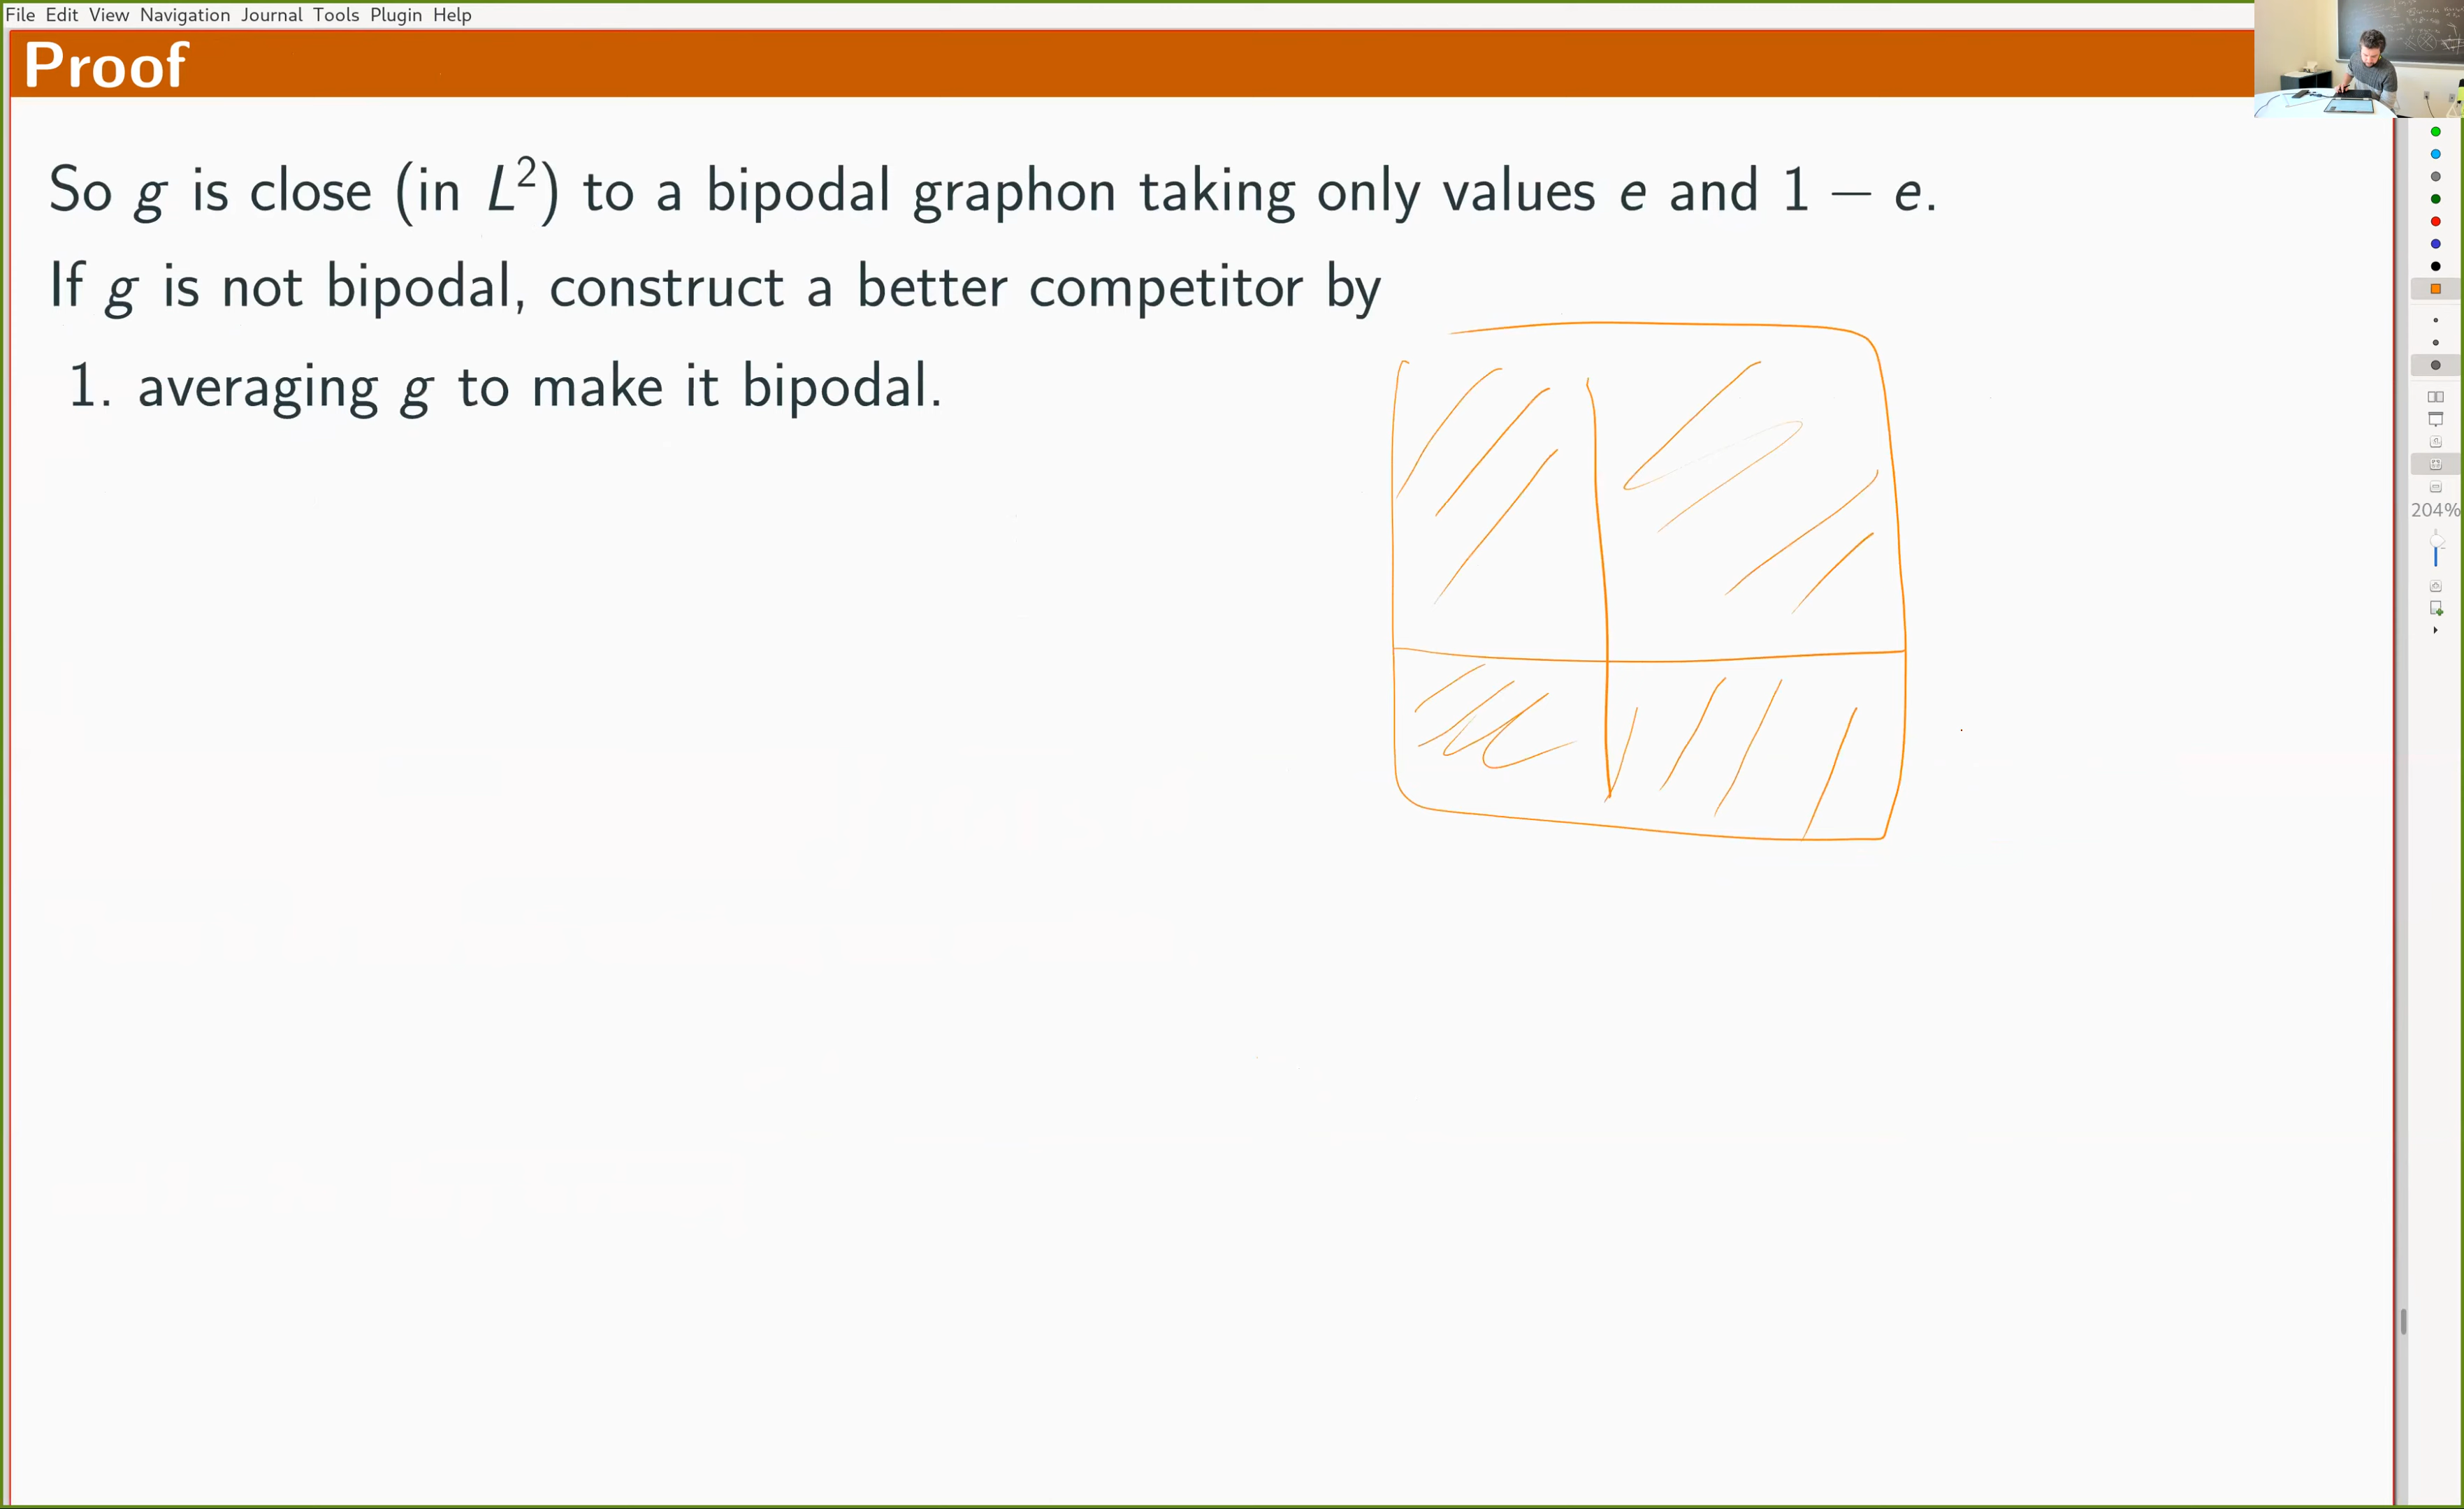 File Edit View Navigation Journal Tools Plugin Help
Proof
So g is close (in L²) to a bipodal graphon taking only values e and 1 − e.
If g is not bipodal, construct a better competitor by
1. averaging g to make it bipodal.
204%